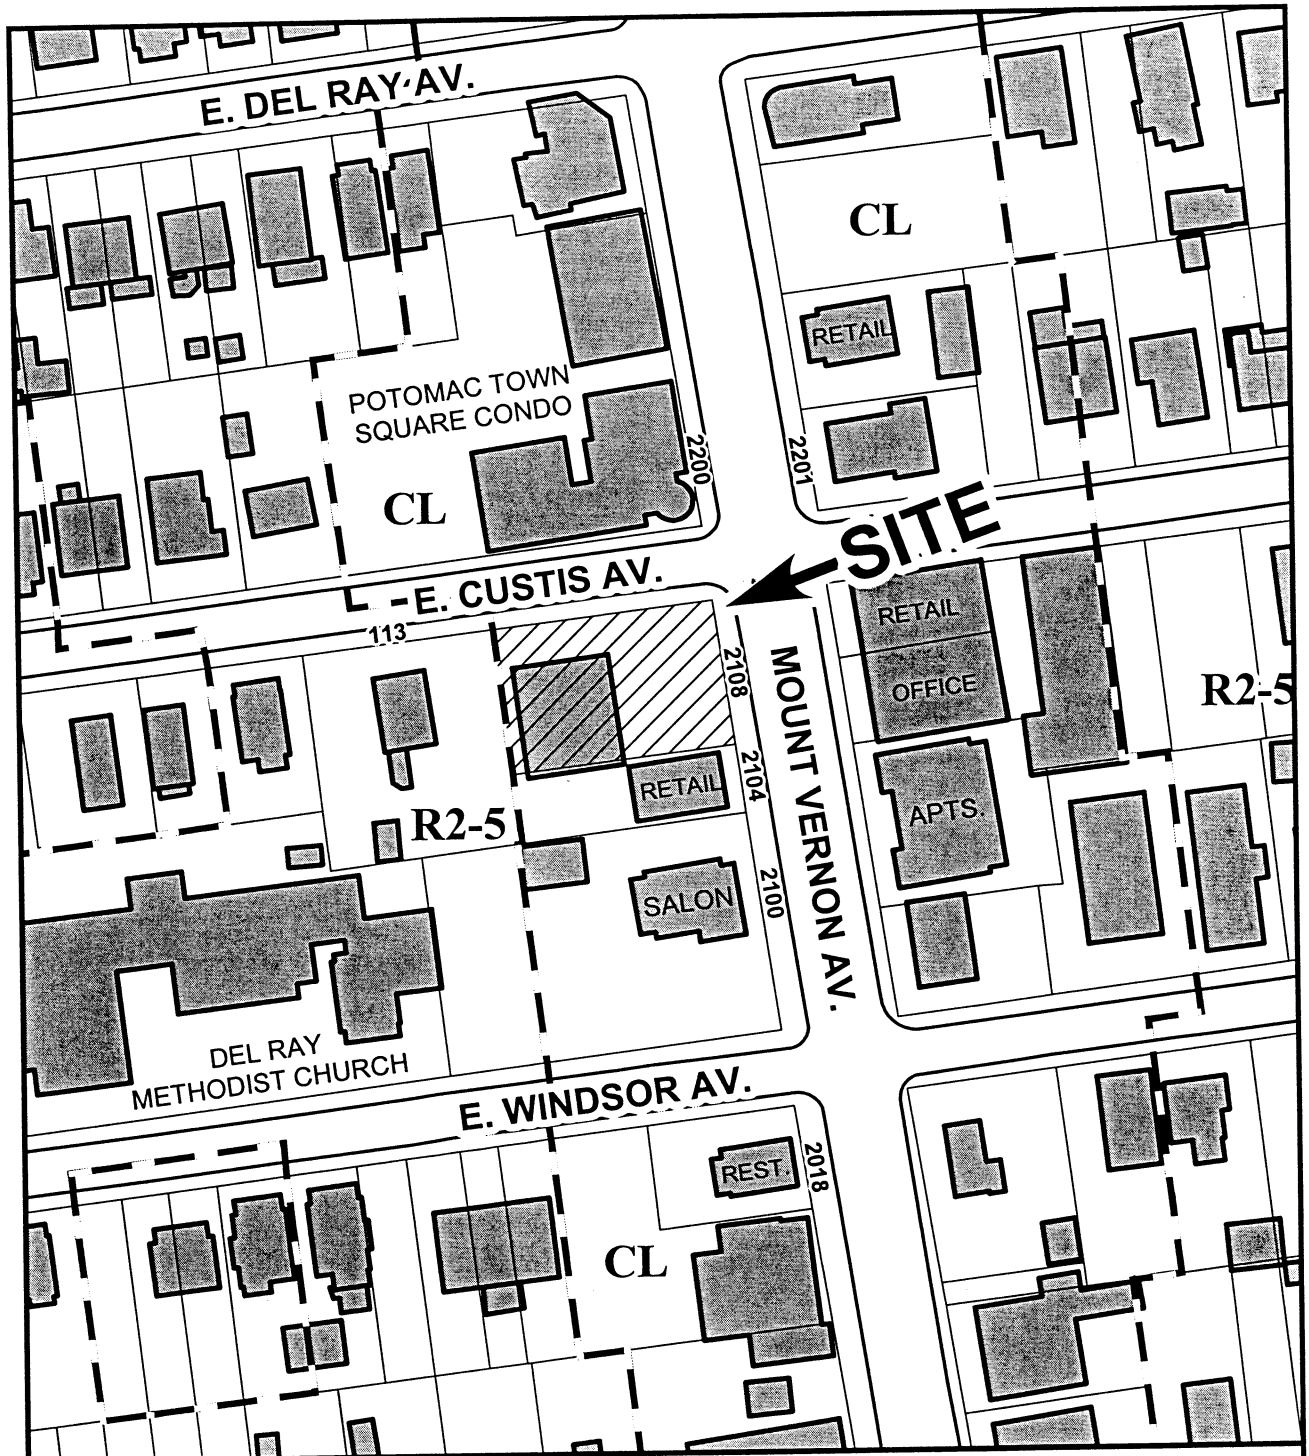 E. DEL RAY AV.
CL
RETAIL
POTOMAC TOWN
SQUARE CONDO
2200
2201
CL
SITE
E. CUSTIS AV.
113
RETAIL
2108
MOUNT VERNON AV.
OFFICE
R2-5
2104
RETAIL
APTS.
R2-5
2100
SALON
DEL RAY
METHODIST CHURCH
E. WINDSOR AV.
REST.
2018
CL